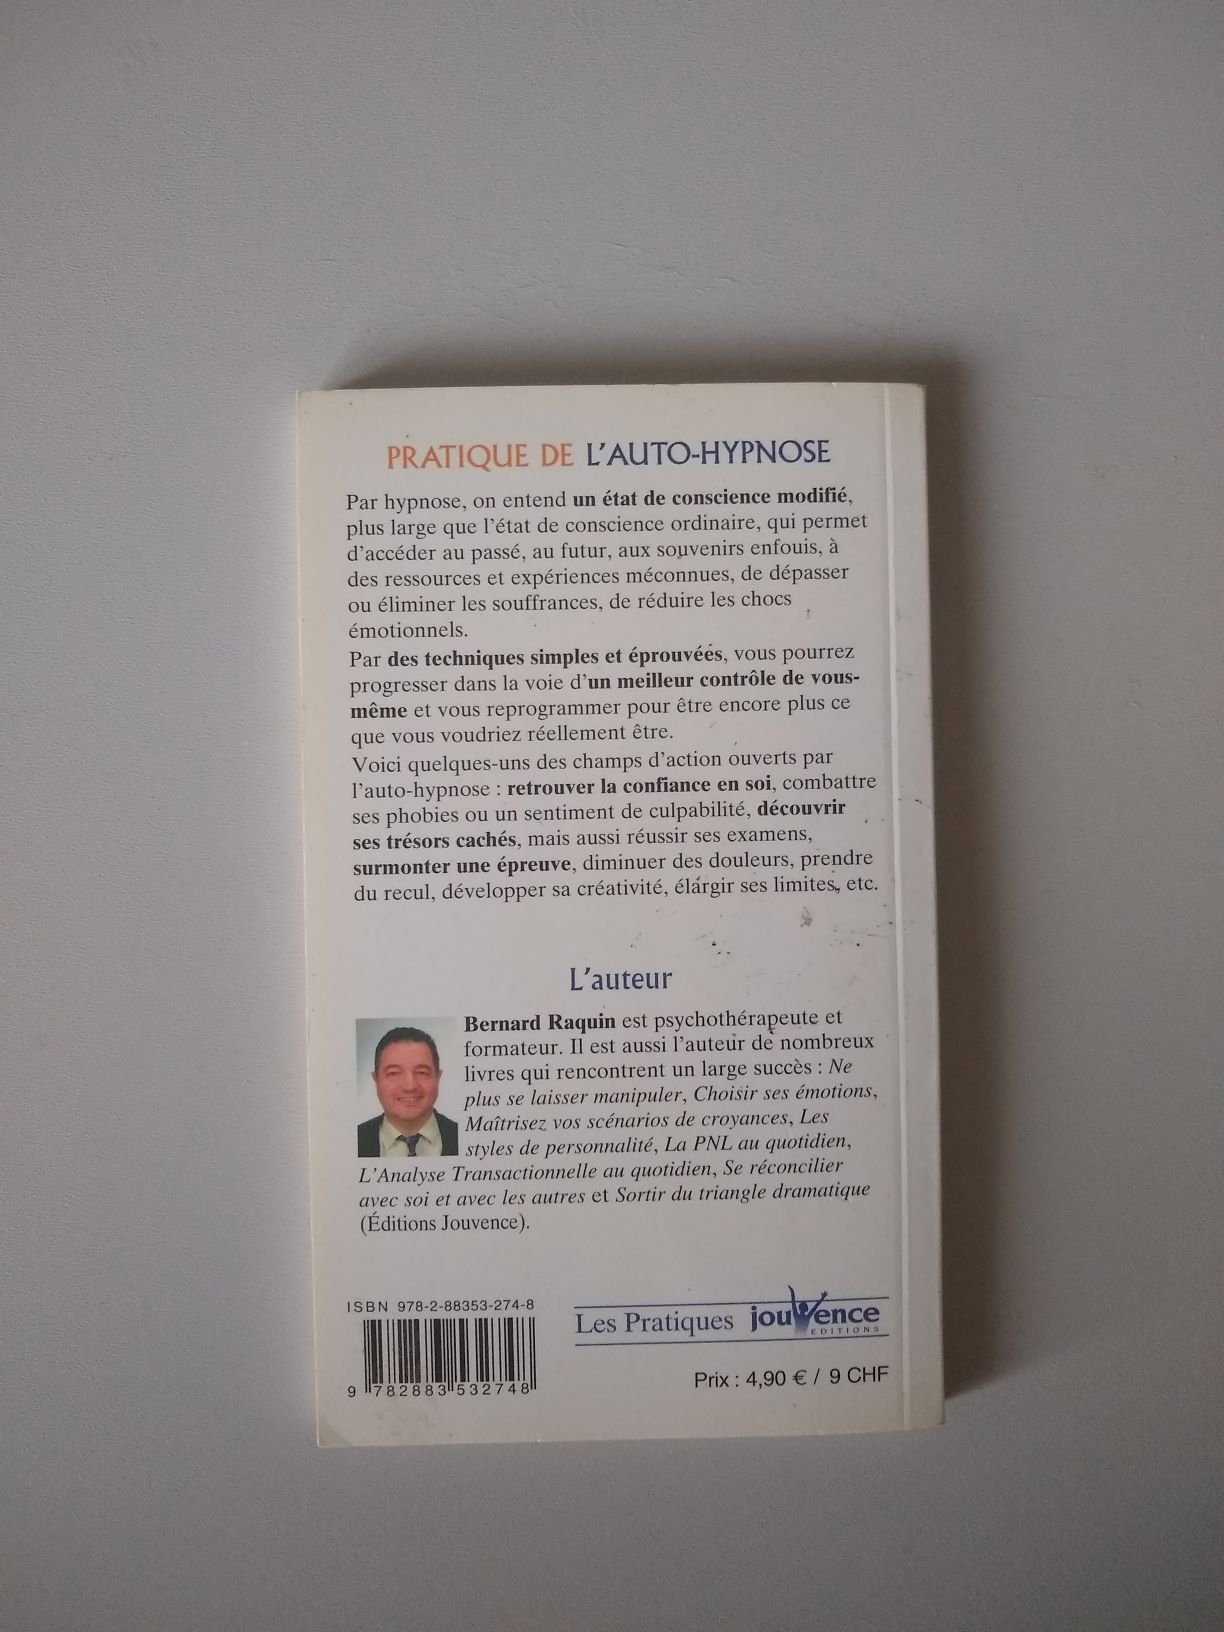 PRATIQUE DE L'AUTO-HYPNOSE
Par hypnose, on entend un état de conscience modifié,
plus large que l'état de conscience ordinaire, qui permet
d'accéder au passé, au futur, aux souvenirs enfouis, à
des ressources et expériences méconnues, de dépasser
ou éliminer les souffrances, de réduire les chocs
émotionnels.
Par des techniques simples et éprouvées, vous pourrez
progresser dans la voie d'un meilleur contrôle de vous-
même et vous reprogrammer pour être encore plus ce
que vous voudriez réellement être.
Voici quelques-uns des champs d'action ouverts par
l'auto-hypnose : retrouver la confiance en soi, combattre
ses phobies ou un sentiment de culpabilité, découvrir
ses trésors cachés, mais aussi réussir ses examens,
surmonter une épreuve, diminuer des douleurs, prendre
du recul, développer sa créativité, élargir ses limites, etc.
L'auteur
Bernard Raquin est psychothérapeute et
formateur. Il est aussi l'auteur de nombreux
livres qui rencontrent un large succès : Ne
plus se laisser manipuler, Choisir ses émotions,
Maîtrisez vos scénarios de croyances, Les
styles de personnalité, La PNL au quotidien,
L'Analyse Transactionnelle au quotidien, Se réconcilier
avec soi et avec les autres et Sortir du triangle dramatique
(Éditions Jouvence).
ISBN 978-2-88353-274-8
9 782883 532748
Les Pratiques jouvence
EDITIONS
Prix : 4,90 € / 9 CHF